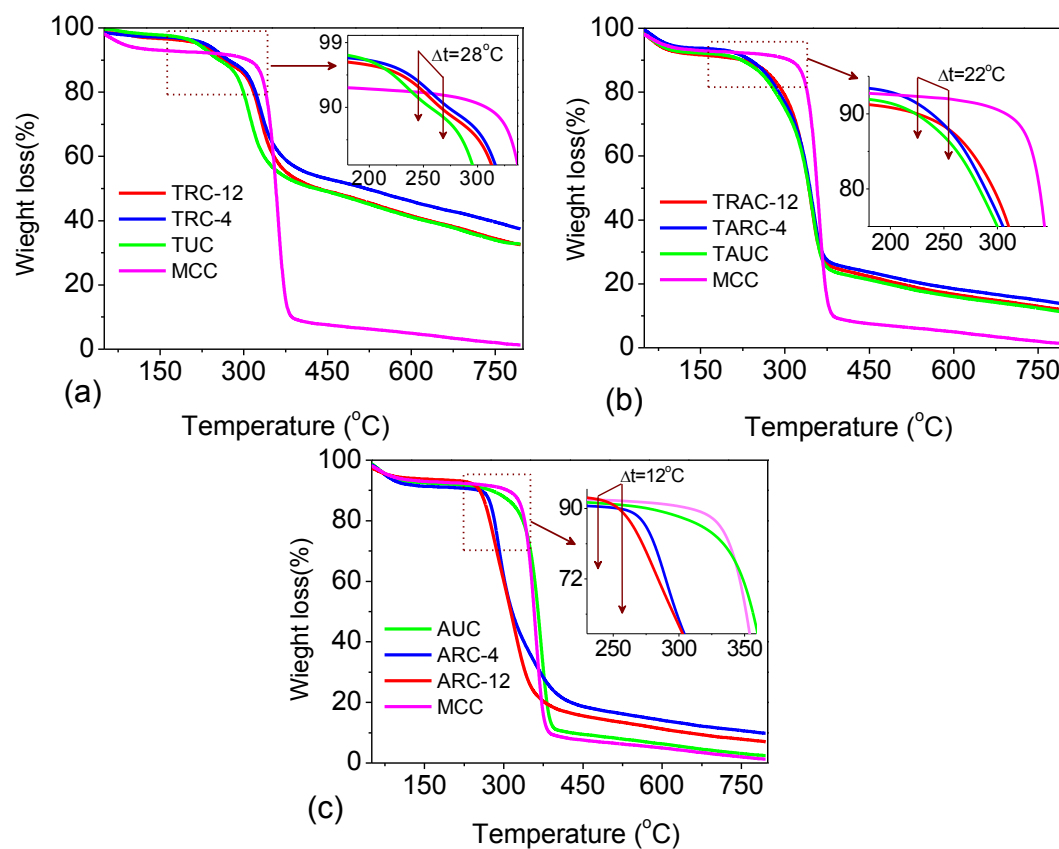 100
80
60
40
20
0
Wieght loss(%)
99
90
Δt=28°C
200 250 300
TRC-12
TRC-4
TUC
MCC
150 300 450 600 750
(a)
Temperature (°C)
100
80
60
40
20
0
Wieght loss(%)
Δt=22°C
90
80
200 250 300
TRAC-12
TARC-4
TAUC
MCC
150 300 450 600 750
(b)
Temperature (°C)
100
80
60
40
20
0
Wieght loss(%)
Δt=12°C
90
72
250 300 350
AUC
ARC-4
ARC-12
MCC
150 300 450 600 750
(c)
Temperature (°C)